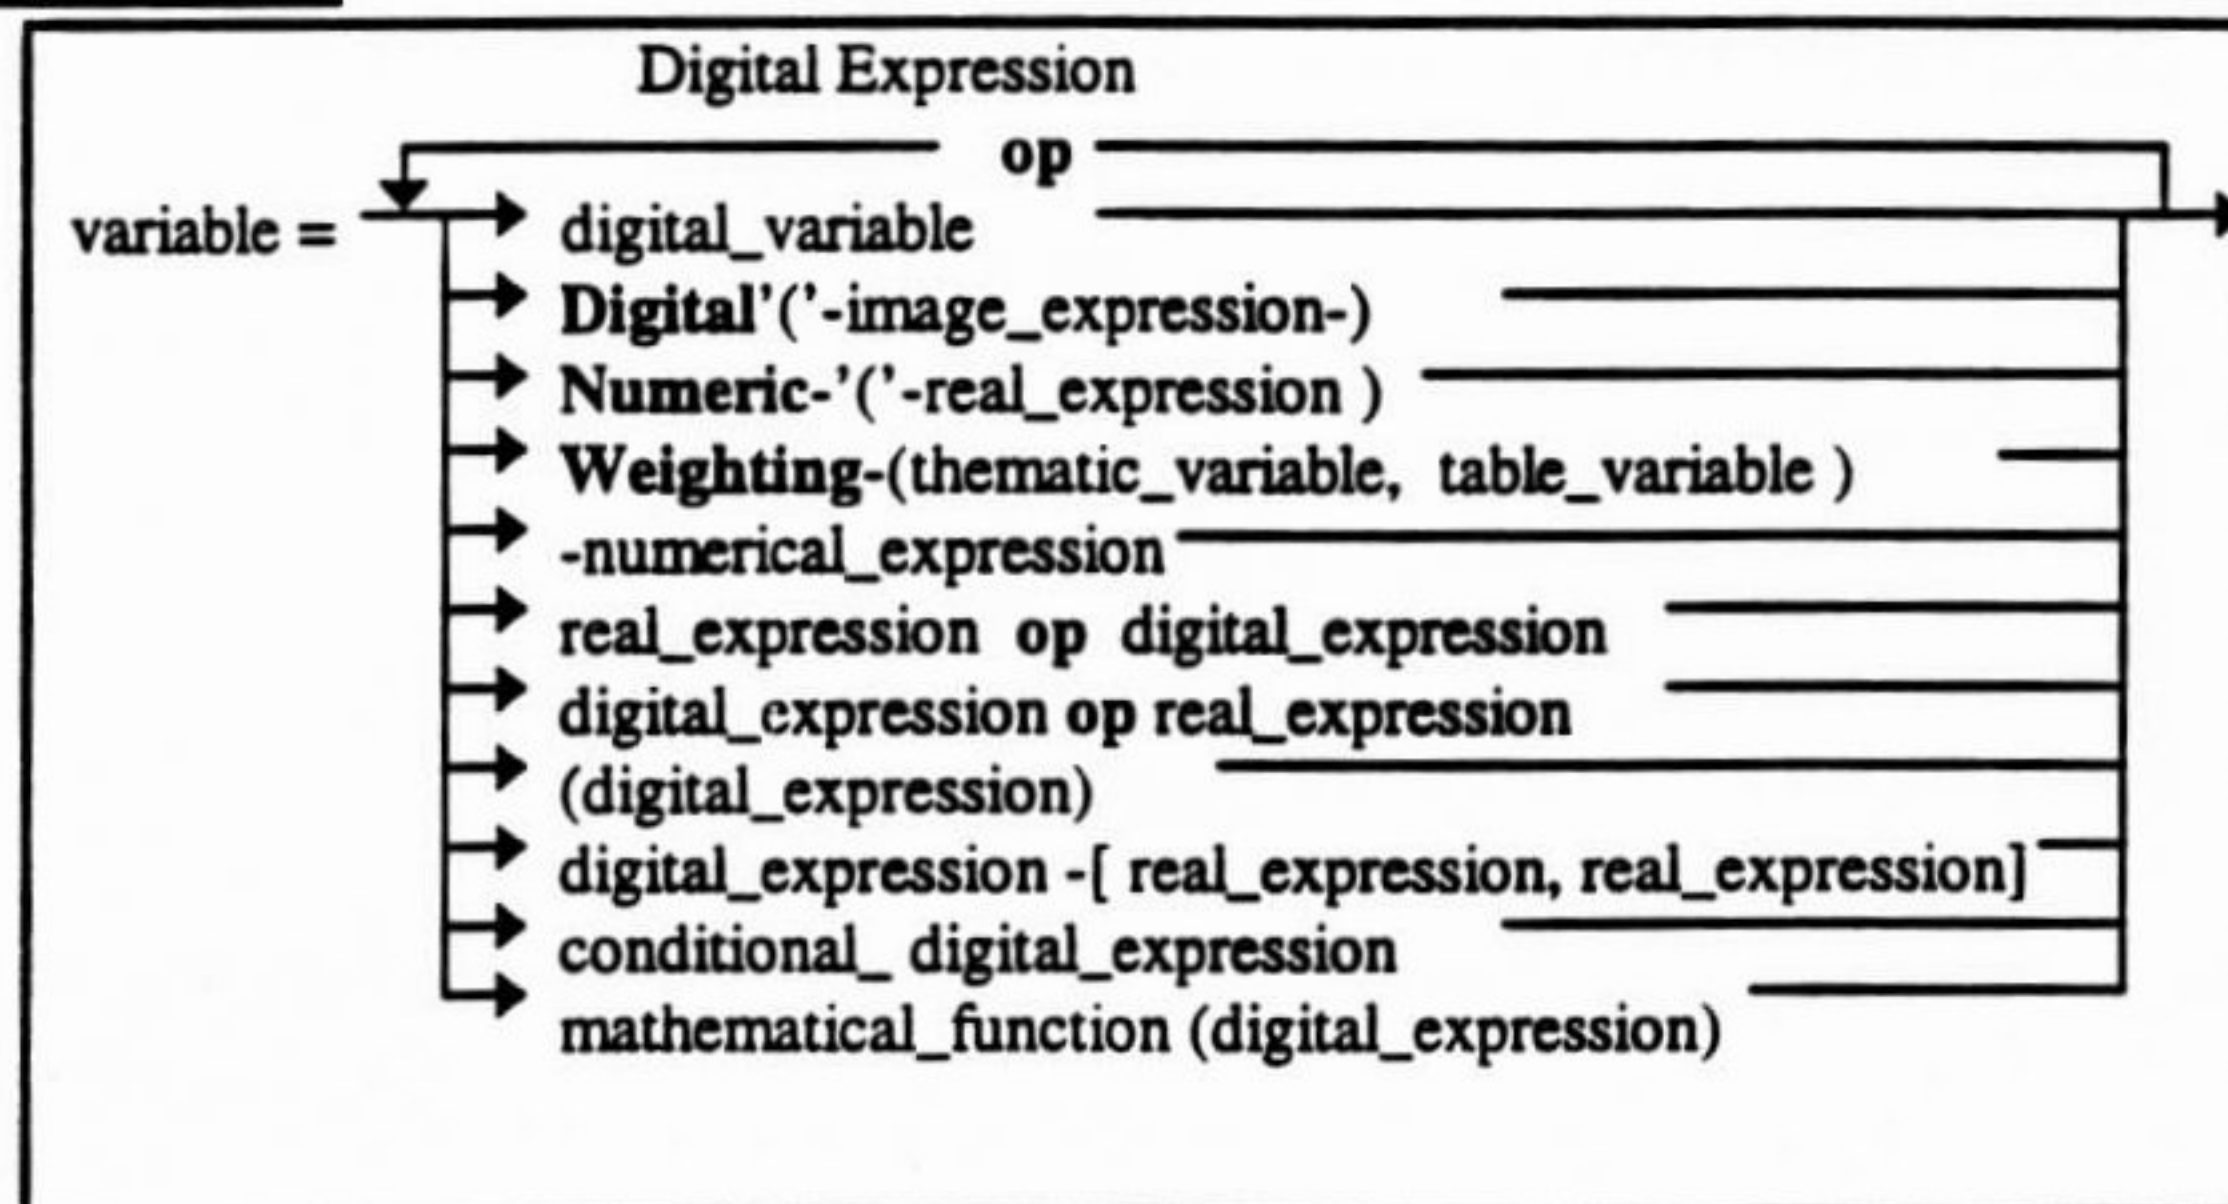 Digital Expression
op
variable = digital_variable
Digital'('-image_expression-)
Numeric-'('-real_expression )
Weighting-(thematic_variable, table_variable )
-numerical_expression
real_expression op digital_expression
digital_expression op real_expression
(digital_expression)
digital_expression -[ real_expression, real_expression]
conditional_ digital_expression
mathematical_function (digital_expression)